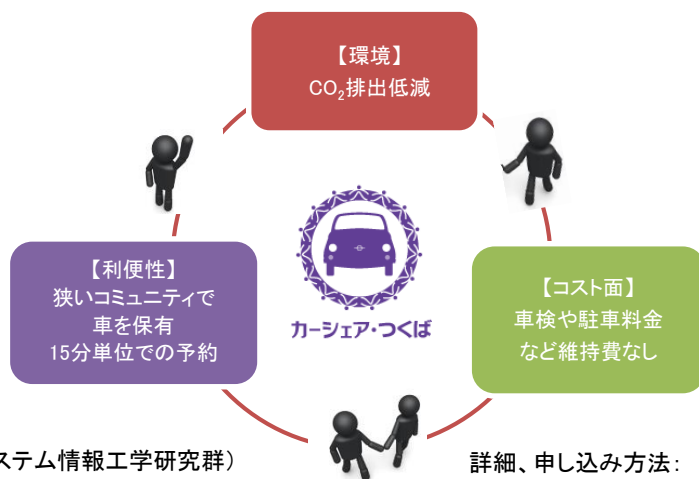 【環境】
CO₂排出低減
【利便性】
狭いコミュニティで
車を保有
15分単位での予約
カーシェア・つくば
【コスト面】
車検や駐車料金
など維持費なし
ステム情報工学研究群)
詳細、申し込み方法：